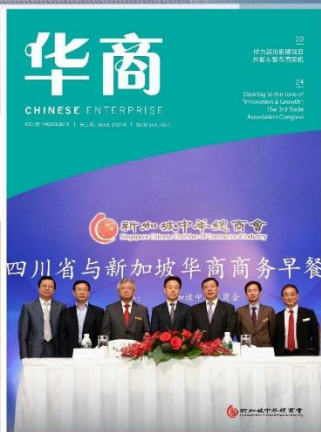 华商
CHINESE ENTERPRISE
20
24
Dancing to the tune of
"Innovation & Growth":
The 3rd Trade
Association Congress
新加坡中华总商会
Singapore Chinese Chamber of Commerce & Industry
四川省与新加坡华商商务早餐
新加坡中华总商会